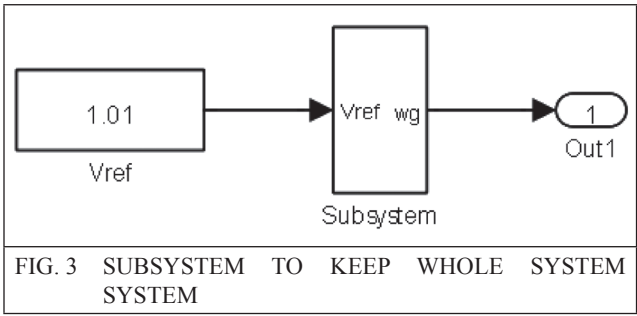 1.01
Vref
Vref wg
Subsystem
1
Out1
FIG. 3 SUBSYSTEM TO KEEP WHOLE SYSTEM
SYSTEM